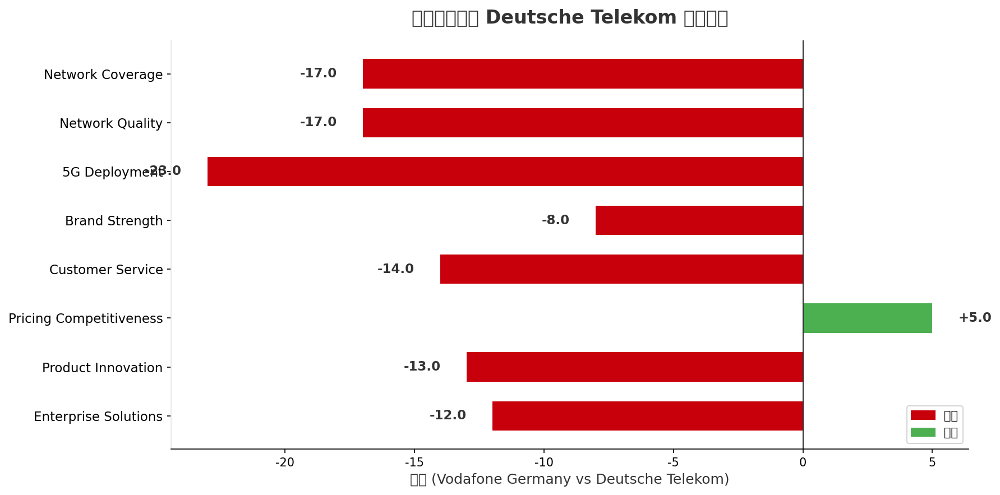 Deutsche Telekom
Network Coverage
-17.0
Network Quality
-17.0
5G Deployment
-23.0
Brand Strength
-8.0
Customer Service
-14.0
Pricing Competitiveness
+5.0
Product Innovation
-13.0
Enterprise Solutions
-12.0
-20
-15
-10
-5
0
5
(Vodafone Germany vs Deutsche Telekom)